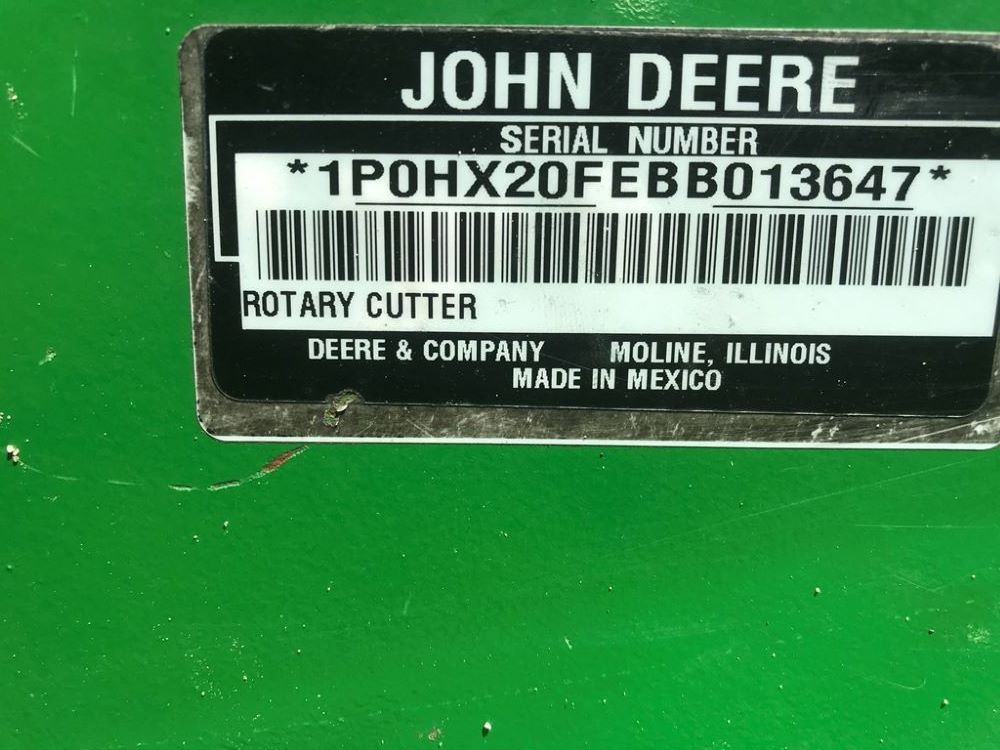 JOHN DEERE
SERIAL NUMBER
*1P0HX20FEBB013647*
ROTARY CUTTER
DEERE & COMPANY MOLINE, ILLINOIS
MADE IN MEXICO